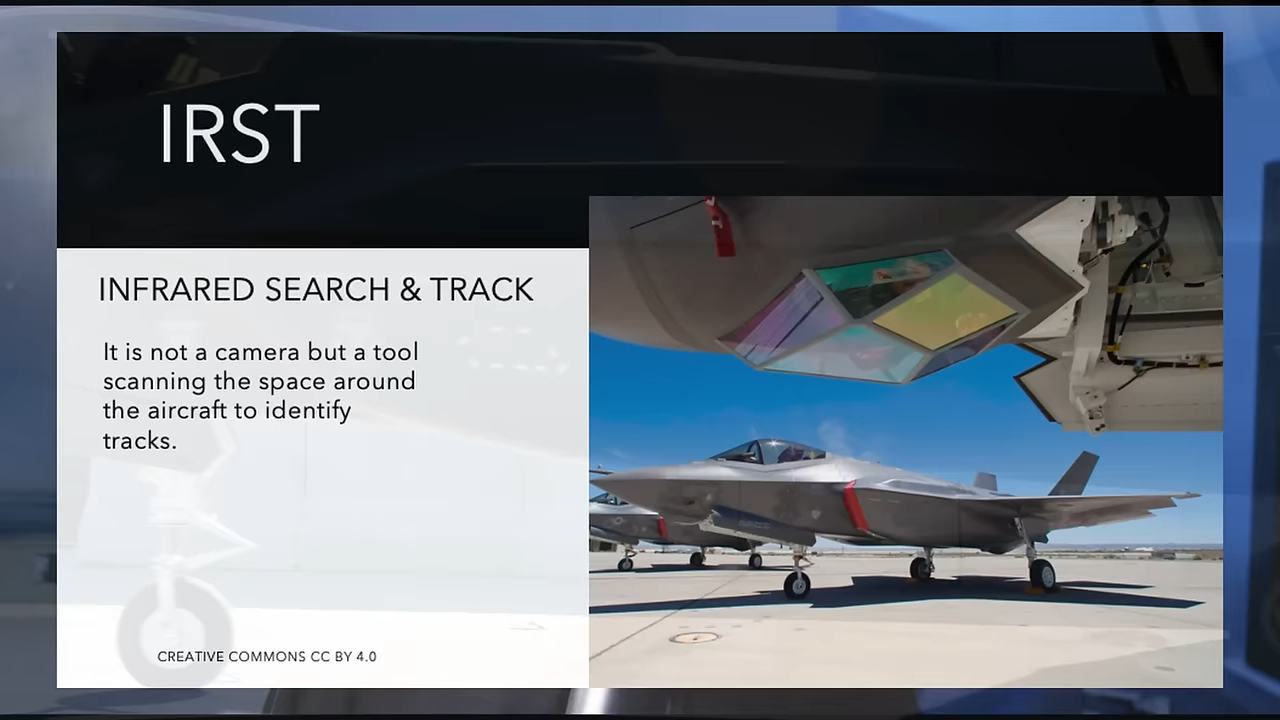 IRST
INFRARED SEARCH & TRACK
It is not a camera but a tool
scanning the space around
the aircraft to identify
tracks.
CREATIVE COMMONS CC BY 4.0